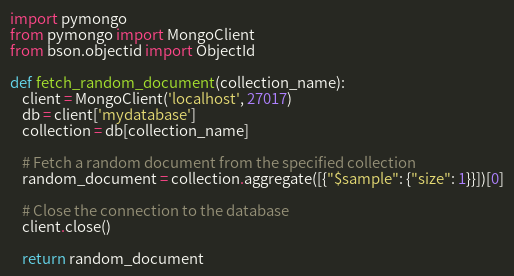 import pymongo
from pymongo import MongoClient
from bson.objectid import ObjectId

def fetch_random_document(collection_name):
    client = MongoClient('localhost', 27017)
    db = client['mydatabase']
    collection = db[collection_name]

    # Fetch a random document from the specified collection
    random_document = collection.aggregate([{"$sample": {"size": 1}}])[0]

    # Close the connection to the database
    client.close()

    return random_document